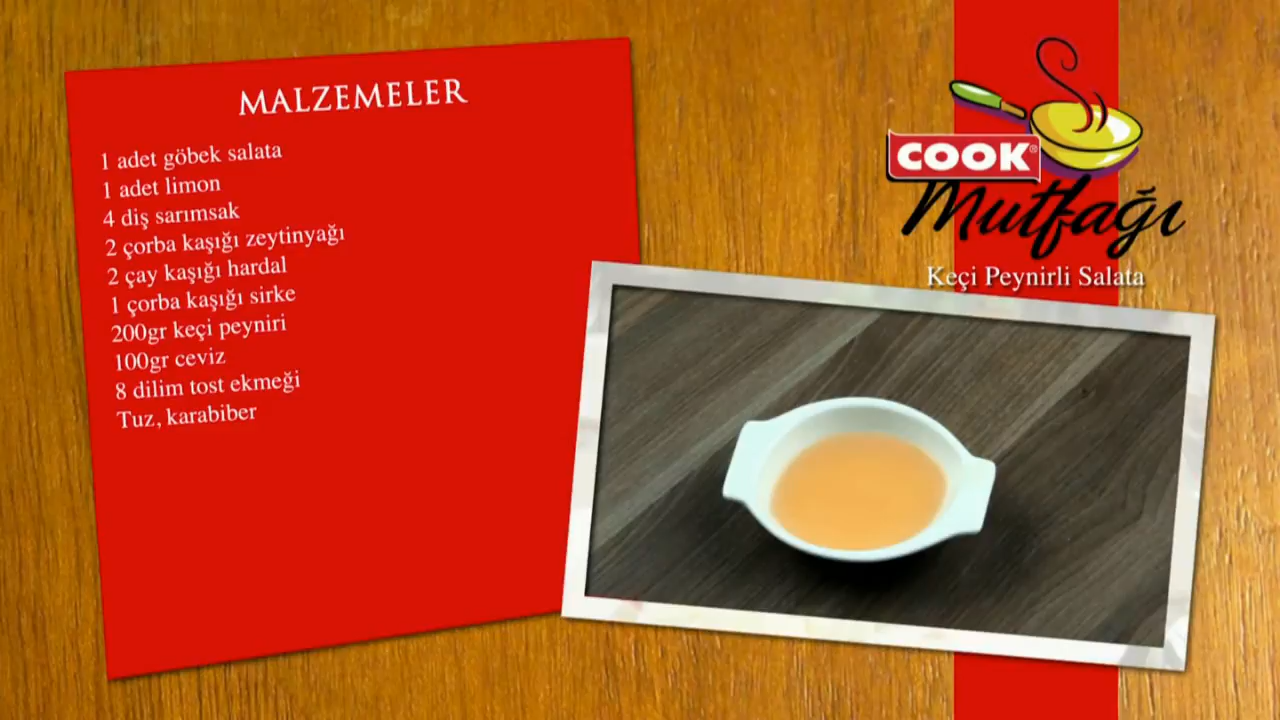 MALZEMELER
1 adet göbek salata
1 adet limon
4 diş sarımsak
2 çorba kaşığı zeytinyağı
2 çay kaşığı hardal
1 çorba kaşığı sirke
200gr keçi peyniri
100gr ceviz
8 dilim tost ekmeği
Tuz, karabiber
COOK®
Mutfağı
Keçi Peynirli Salata